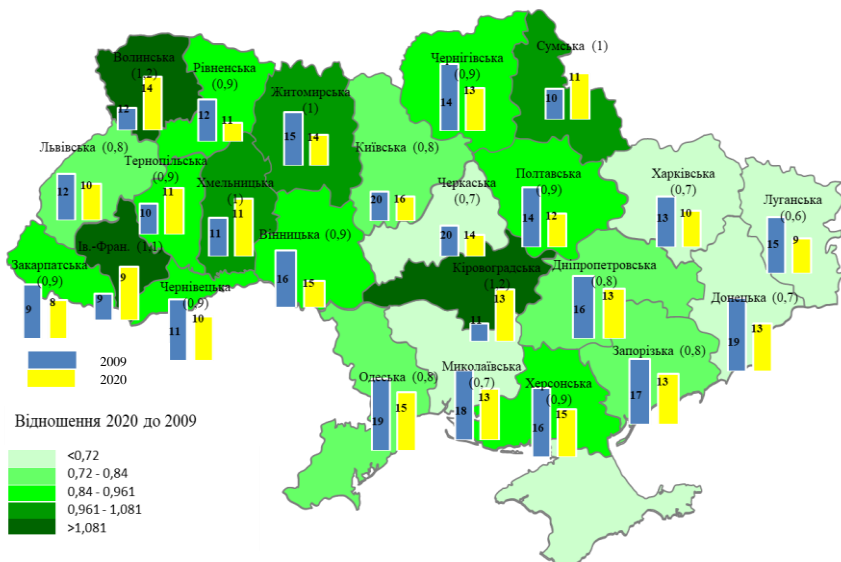 Волинська
(1,2)
12
14
Рівненська
(0,9)
12
11
Житомирська
(1)
15
14
Чернігівська
(0,9)
14
13
Сумська (1)
10
11
Львівська (0,8)
12
10
Тернопільська
(0,9)
10
11
Хмельницька
(1)
11
11
Київська (0,8)
20
16
Черкаська
(0,7)
20
14
Полтавська
(0,9)
14
12
Харківська
(0,7)
13
10
Луганська
(0,6)
15
9
Ів.-Фран. (1,1)
9
9
Закарпатська
(0,9)
9
8
Чернівецька
(0,9)
11
10
Вінницька (0,9)
16
15
Кіровоградська
(1,2)
11
13
Дніпропетровська
(0,8)
16
13
Донецька (0,7)
19
13
Запорізька (0,8)
17
13
Одеська (0,8)
19
15
Миколаївська
(0,7)
18
13
Херсонська
(0,9)
16
15
2009
2020
Відношення 2020 до 2009
<0,72
0,72 - 0,84
0,84 - 0,961
0,961 - 1,081
>1,081